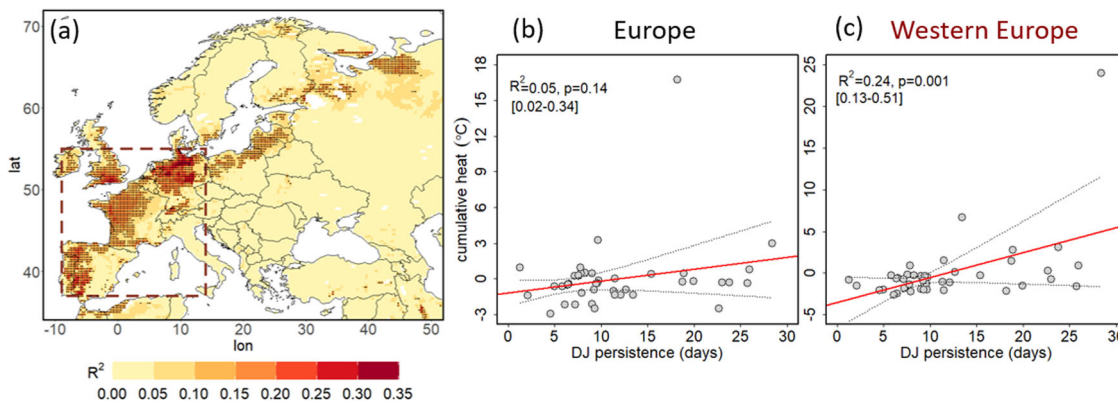 (a)
70
60
50
40
lat
-10 0 10 20 30 40 50
lon
R2
0.00 0.05 0.10 0.15 0.20 0.25 0.30 0.35
(b) Europe
R2=0.05, p=0.14
[0.02-0.34]
18
15
12
9
6
3
0
-3
cumulative heat (°C)
0 5 10 15 20 25 30
DJ persistence (days)
(c) Western Europe
R2=0.24, p=0.001
[0.13-0.51]
25
20
15
10
5
0
-5
0 5 10 15 20 25 30
DJ persistence (days)